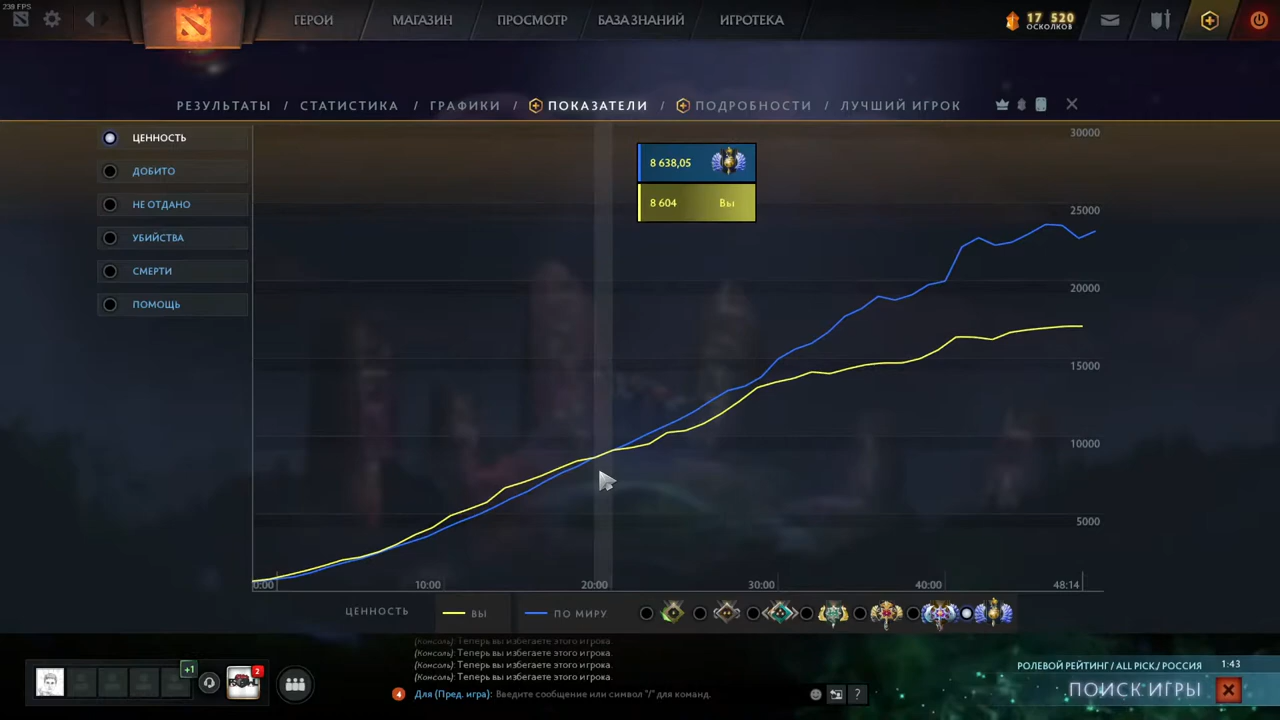 239 FPS
ГЕРОИ МАГАЗИН ПРОСМОТР БАЗА ЗНАНИЙ ИГРОТЕКА
17 520
ОСКОЛКОВ
РЕЗУЛЬТАТЫ / СТАТИСТИКА / ГРАФИКИ / ПОКАЗАТЕЛИ / ПОДРОБНОСТИ / ЛУЧШИЙ ИГРОК
ЦЕННОСТЬ
ДОБИТО
НЕ ОТДАНО
УБИЙСТВА
СМЕРТИ
ПОМОЩЬ
8 638,05
8 604 Вы
30000
25000
20000
15000
10000
5000
0:00 10:00 20:00 30:00 40:00 48:14
ЦЕННОСТЬ ВЫ ПО МИРУ
(Консоль): Теперь вы избегаете этого игрока.
(Консоль): Теперь вы избегаете этого игрока.
(Консоль): Теперь вы избегаете этого игрока.
(Консоль): Теперь вы избегаете этого игрока.
+1
2
4 Для (Пред. игра): Введите сообщение или символ "/" для команд.
?
РОЛЕВОЙ РЕЙТИНГ / ALL PICK / РОССИЯ 1:43
ПОИСК ИГРЫ